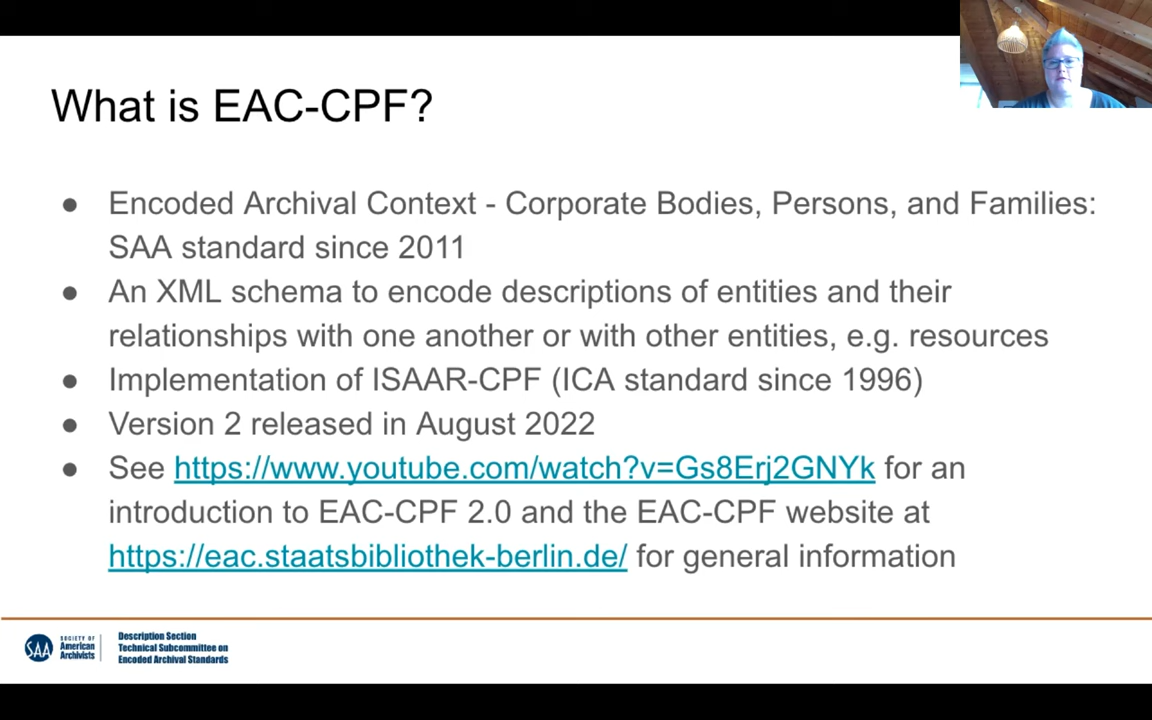 What is EAC-CPF?
● Encoded Archival Context - Corporate Bodies, Persons, and Families:
SAA standard since 2011
● An XML schema to encode descriptions of entities and their
relationships with one another or with other entities, e.g. resources
● Implementation of ISAAR-CPF (ICA standard since 1996)
● Version 2 released in August 2022
● See https://www.youtube.com/watch?v=Gs8Erj2GNYk for an
introduction to EAC-CPF 2.0 and the EAC-CPF website at
https://eac.staatsbibliothek-berlin.de/ for general information
SAA
SOCIETY OF
American
Archivists
Description Section
Technical Subcommittee on
Encoded Archival Standards